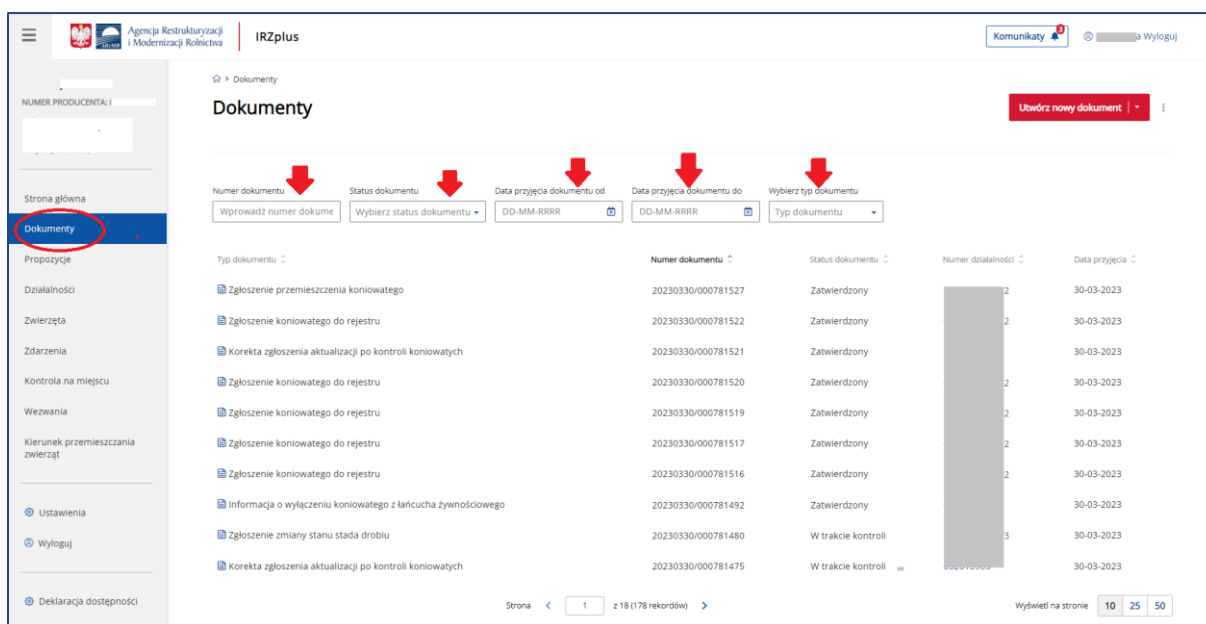 Agencja Restrukturyzacji
i Modernizacji Rolnictwa
ARiMR
IRZplus
Komunikaty 3
a Wyloguj
NUMER PRODUCENTA:
Strona główna
Dokumenty
Propozycje
Działalności
Zwierzęta
Zdarzenia
Kontrola na miejscu
Wezwania
Kierunek przemieszczania
zwierząt
Ustawienia
Wyloguj
Deklaracja dostępności
> Dokumenty
Dokumenty
Utwórz nowy dokument
Numer dokumentu Status dokumentu Data przyjęcia dokumentu od Data przyjęcia dokumentu do Wybierz typ dokumentu
Wprowadź numer dokume Wybierz status dokumentu DD-MM-RRRR DD-MM-RRRR Typ dokumentu
Typ dokumentu Numer dokumentu Status dokumentu Numer działalności Data przyjęcia
Zgłoszenie przemieszczenia koniowatego 20230330/000781527 Zatwierdzony 2 30-03-2023
Zgłoszenie koniowatego do rejestru 20230330/000781522 Zatwierdzony 2 30-03-2023
Korekta zgłoszenia aktualizacji po kontroli koniowatych 20230330/000781521 Zatwierdzony 30-03-2023
Zgłoszenie koniowatego do rejestru 20230330/000781520 Zatwierdzony 2 30-03-2023
Zgłoszenie koniowatego do rejestru 20230330/000781519 Zatwierdzony 2 30-03-2023
Zgłoszenie koniowatego do rejestru 20230330/000781517 Zatwierdzony 2 30-03-2023
Zgłoszenie koniowatego do rejestru 20230330/000781516 Zatwierdzony 2 30-03-2023
Informacja o wyłączeniu koniowatego z łańcucha żywnościowego 20230330/000781492 Zatwierdzony 30-03-2023
Zgłoszenie zmiany stanu stada drobiu 20230330/000781480 W trakcie kontroli 3 30-03-2023
Korekta zgłoszenia aktualizacji po kontroli koniowatych 20230330/000781475 W trakcie kontroli 30-03-2023
Strona < 1 z 18 (178 rekordów) > Wyświetl na stronie 10 25 50